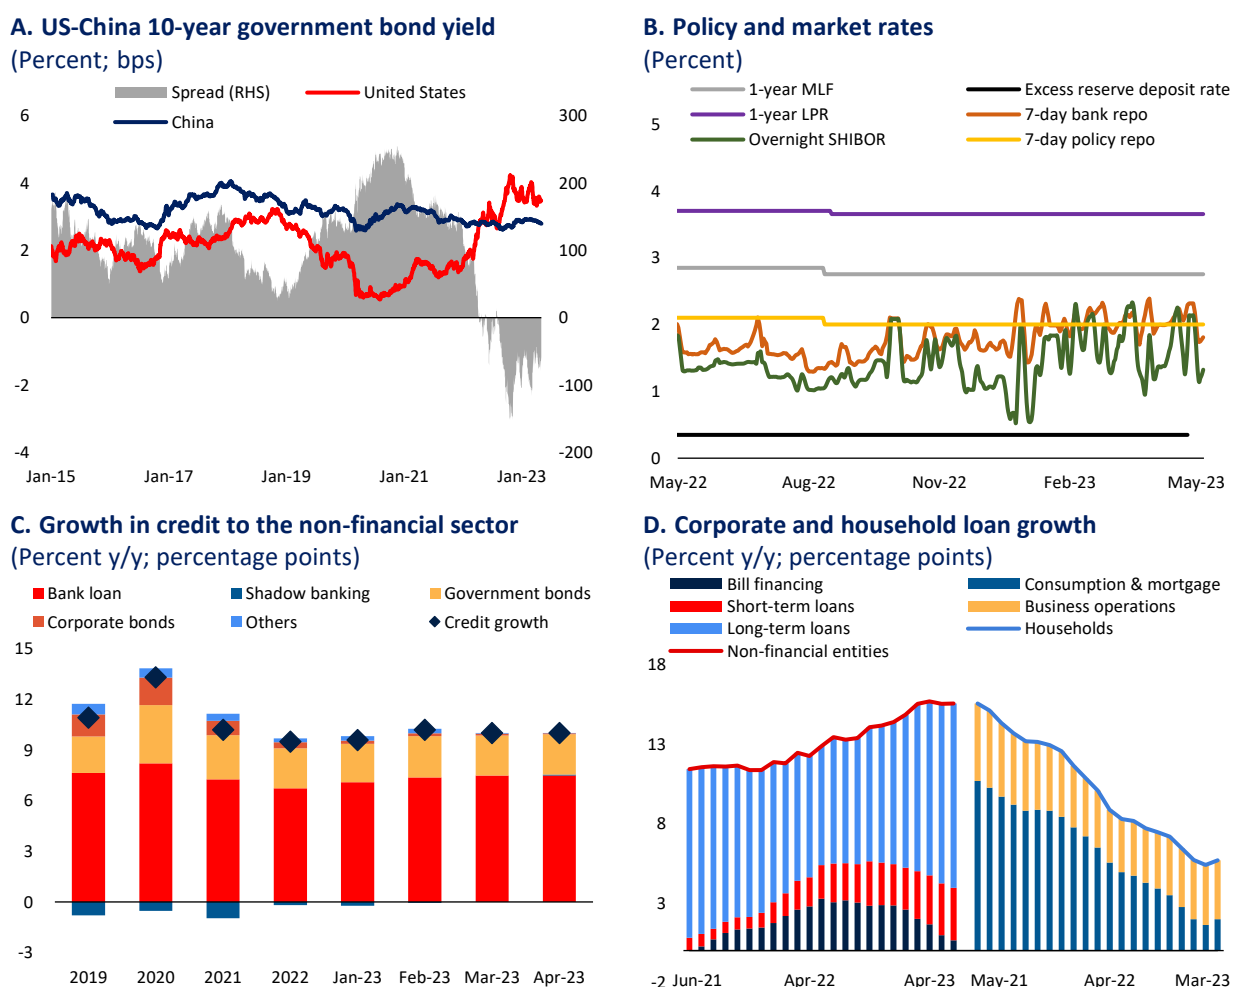 A. US-China 10-year government bond yield
(Percent; bps)
Spread (RHS)
United States
China
6
4
2
0
-2
-4
300
200
100
0
-100
-200
Jan-15
Jan-17
Jan-19
Jan-21
Jan-23
B. Policy and market rates
(Percent)
1-year MLF
Excess reserve deposit rate
1-year LPR
7-day bank repo
Overnight SHIBOR
7-day policy repo
5
4
3
2
1
0
May-22
Aug-22
Nov-22
Feb-23
May-23
C. Growth in credit to the non-financial sector
(Percent y/y; percentage points)
Bank loan
Shadow banking
Government bonds
Corporate bonds
Others
Credit growth
15
12
9
6
3
0
-3
2019
2020
2021
2022
Jan-23
Feb-23
Mar-23
Apr-23
D. Corporate and household loan growth
(Percent y/y; percentage points)
Bill financing
Consumption & mortgage
Short-term loans
Business operations
Long-term loans
Households
Non-financial entities
18
13
8
3
-2
Jun-21
Apr-22
Apr-23
May-21
Apr-22
Mar-23